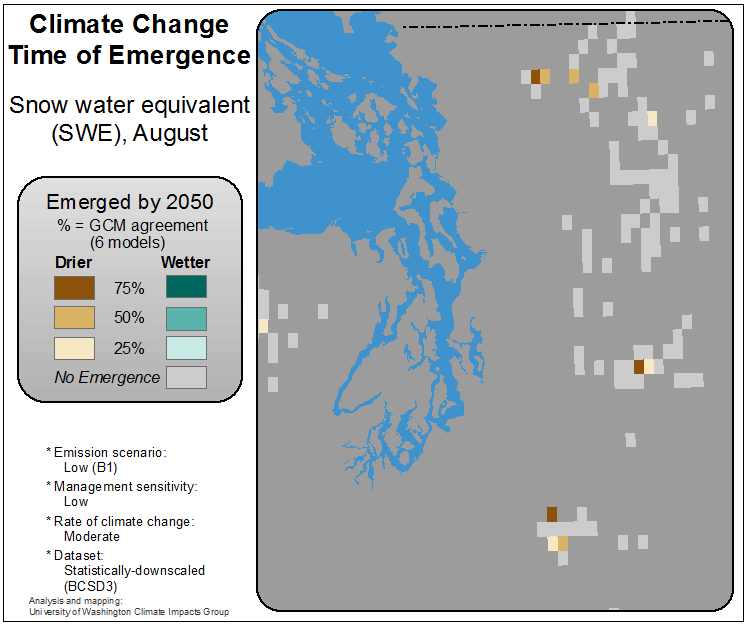 Climate Change
Time of Emergence
Snow water equivalent
(SWE), August
Emerged by 2050
% = GCM agreement
(6 models)
Drier Wetter
75%
50%
25%
No Emergence
* Emission scenario:
Low (B1)
* Management sensitivity:
Low
* Rate of climate change:
Moderate
* Dataset:
Statistically-downscaled
(BCSD3)
Analysis and mapping:
University of Washington Climate Impacts Group